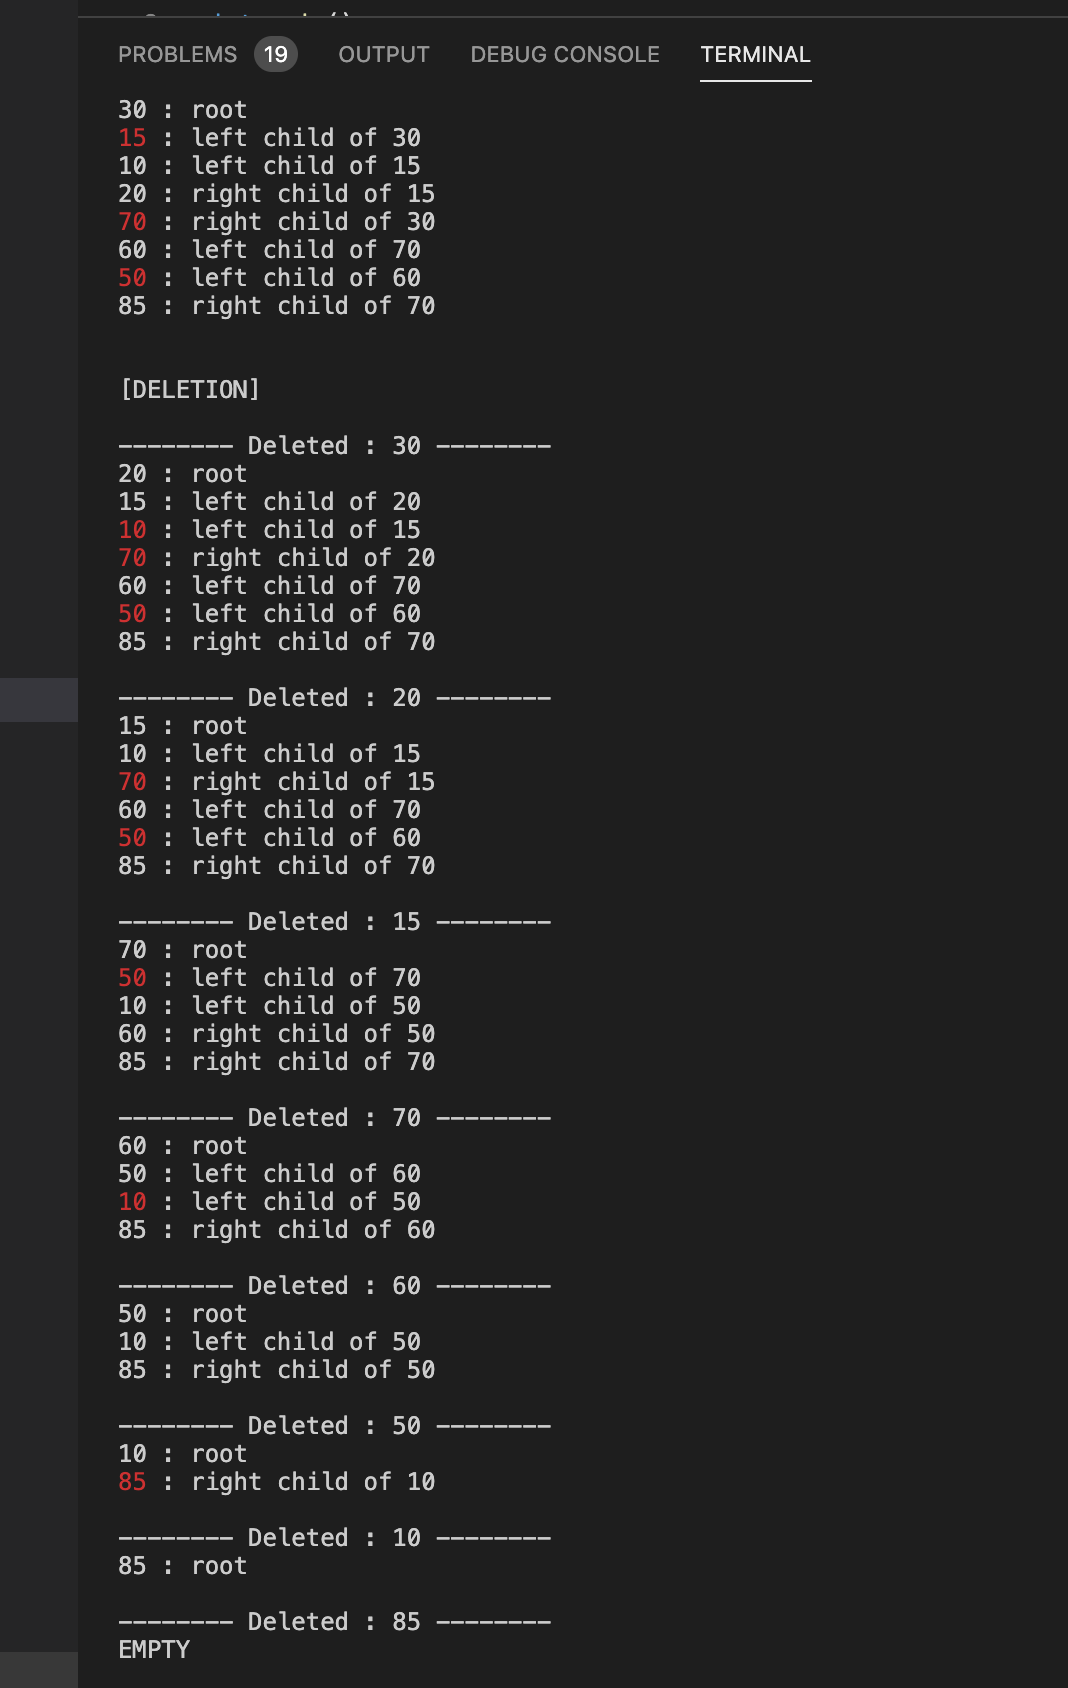 PROBLEMS 19 OUTPUT DEBUG CONSOLE TERMINAL
30 : root
15 : left child of 30
10 : left child of 15
20 : right child of 15
70 : right child of 30
60 : left child of 70
50 : left child of 60
85 : right child of 70
[DELETION]
-------- Deleted : 30 --------
20 : root
15 : left child of 20
10 : left child of 15
70 : right child of 20
60 : left child of 70
50 : left child of 60
85 : right child of 70
-------- Deleted : 20 --------
15 : root
10 : left child of 15
70 : right child of 15
60 : left child of 70
50 : left child of 60
85 : right child of 70
-------- Deleted : 15 --------
70 : root
50 : left child of 70
10 : left child of 50
60 : right child of 50
85 : right child of 70
-------- Deleted : 70 --------
60 : root
50 : left child of 60
10 : left child of 50
85 : right child of 60
-------- Deleted : 60 --------
50 : root
10 : left child of 50
85 : right child of 50
-------- Deleted : 50 --------
10 : root
85 : right child of 10
-------- Deleted : 10 --------
85 : root
-------- Deleted : 85 --------
EMPTY